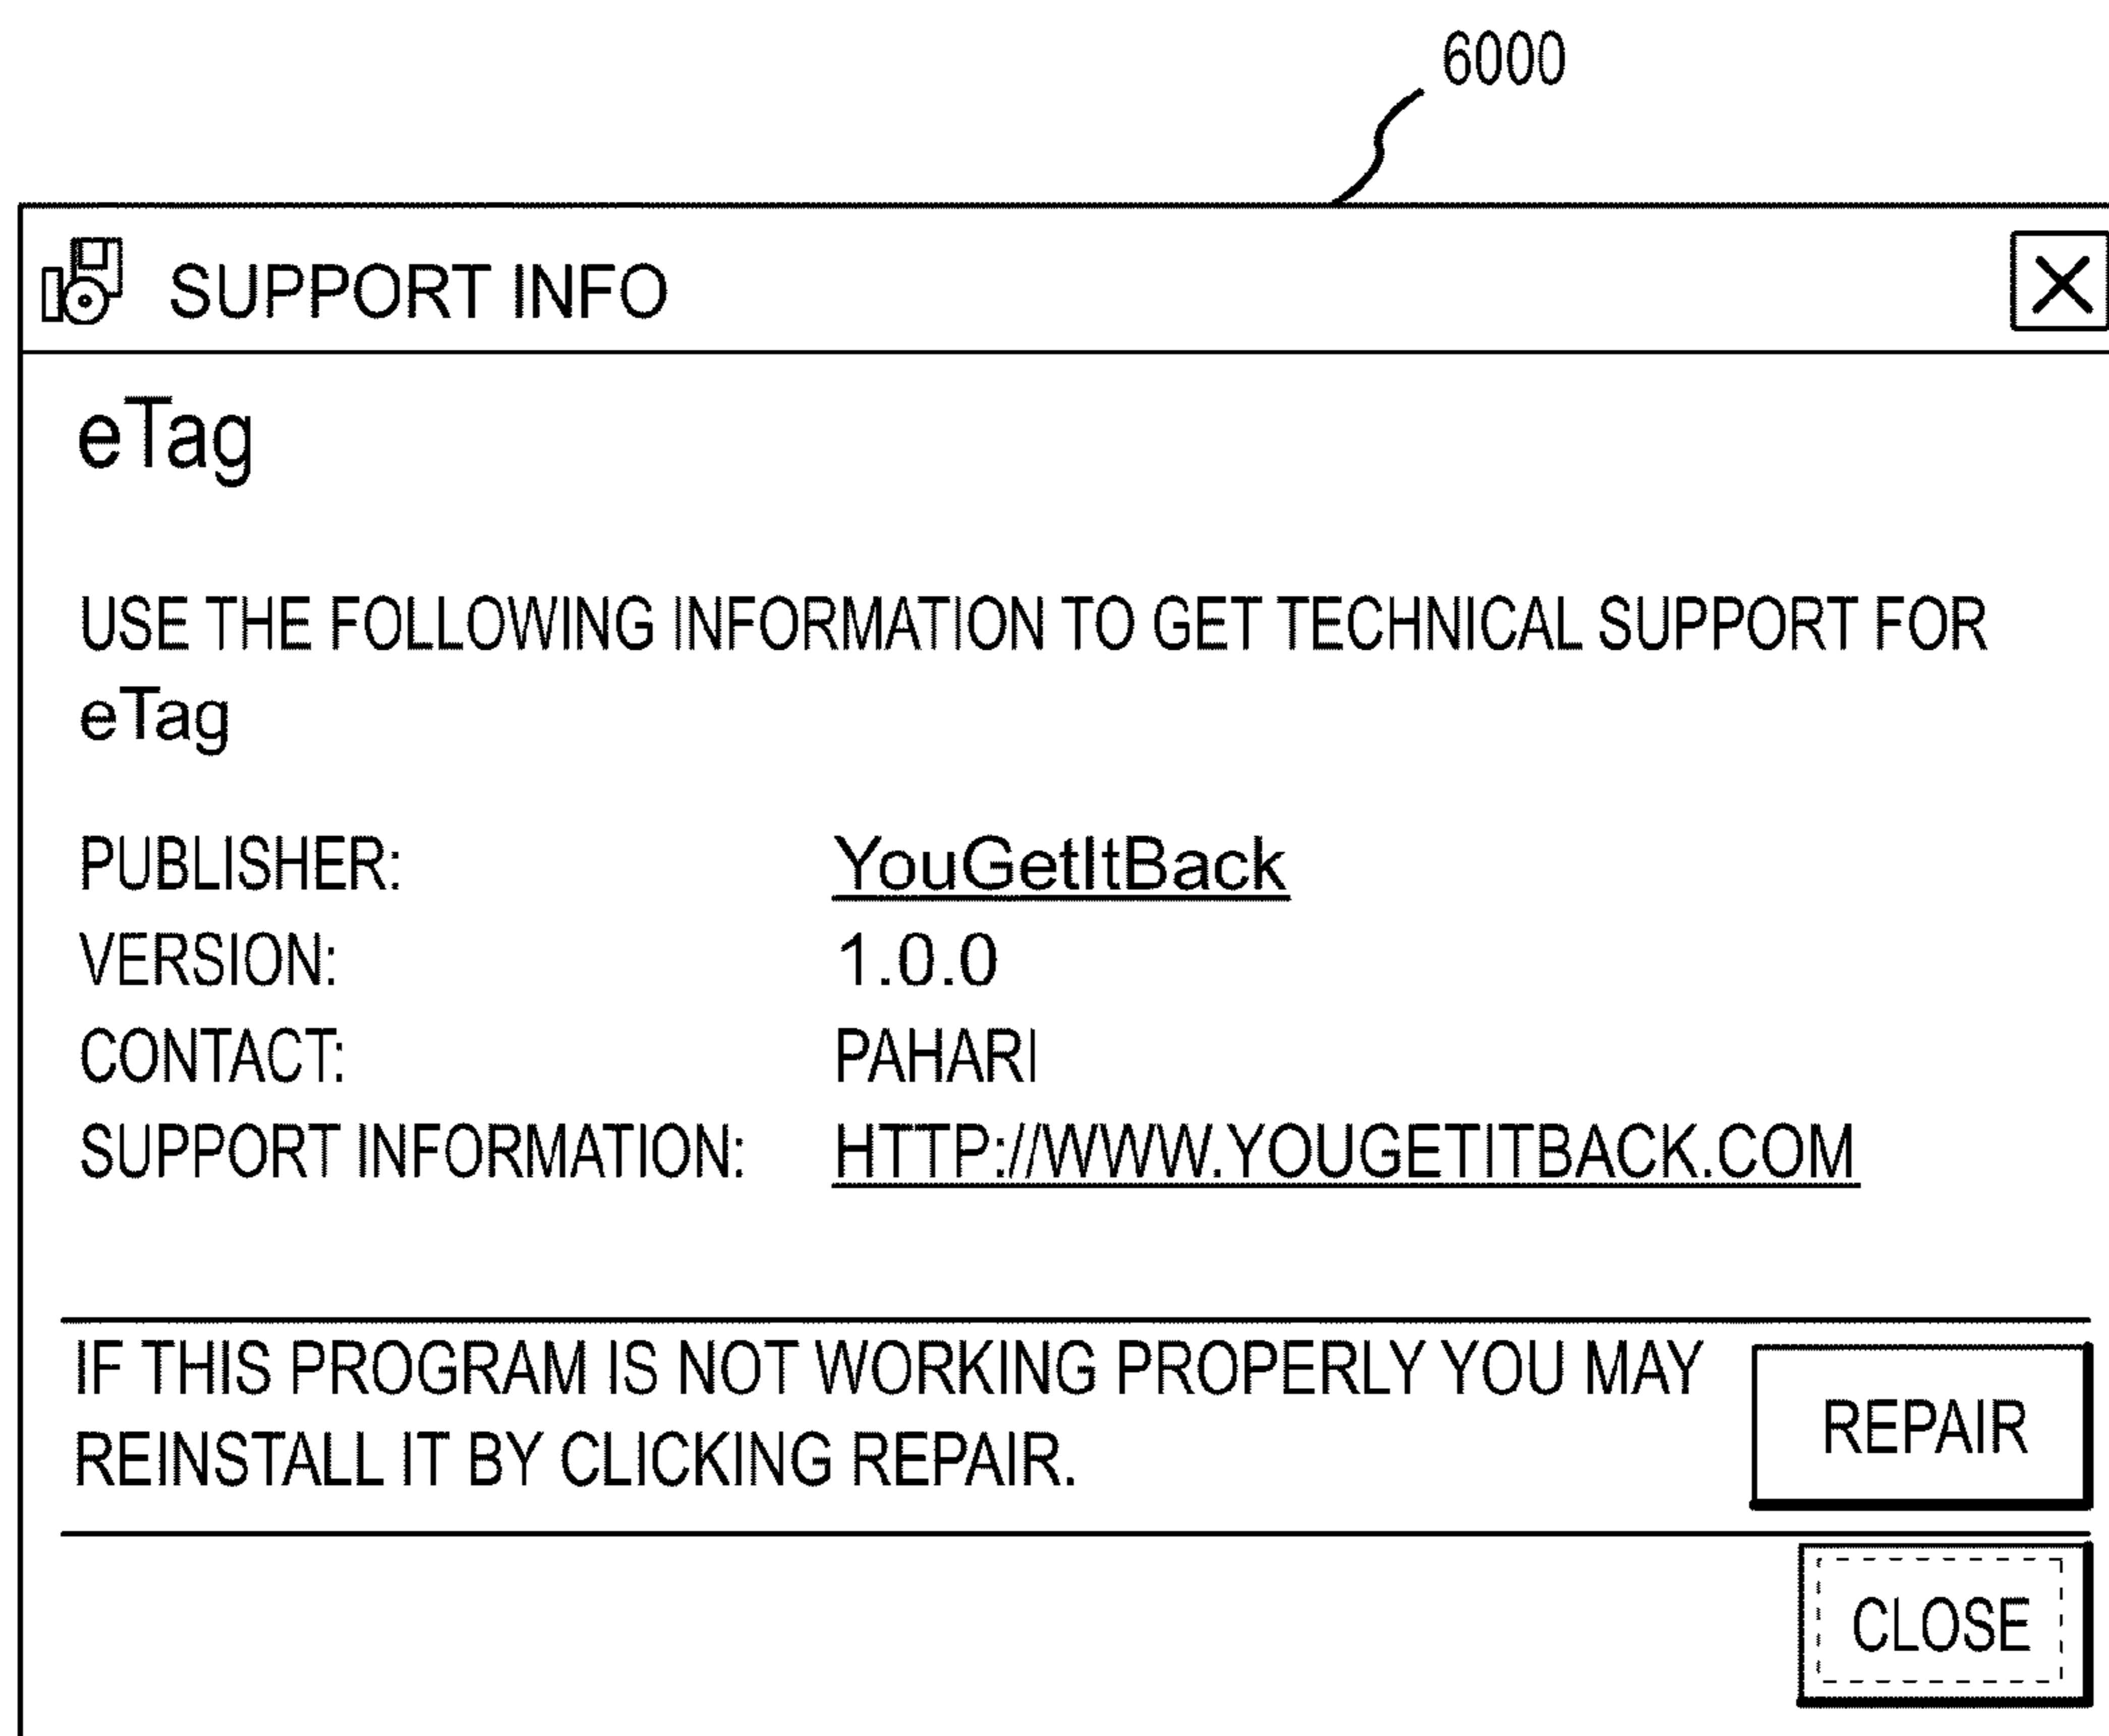 6000
SUPPORT INFO
eTag
USE THE FOLLOWING INFORMATION TO GET TECHNICAL SUPPORT FOR
eTag
PUBLISHER: YouGetItBack
VERSION: 1.0.0
CONTACT: PAHARI
SUPPORT INFORMATION: HTTP://WWW.YOUGETITBACK.COM
IF THIS PROGRAM IS NOT WORKING PROPERLY YOU MAY
REINSTALL IT BY CLICKING REPAIR.
REPAIR
CLOSE